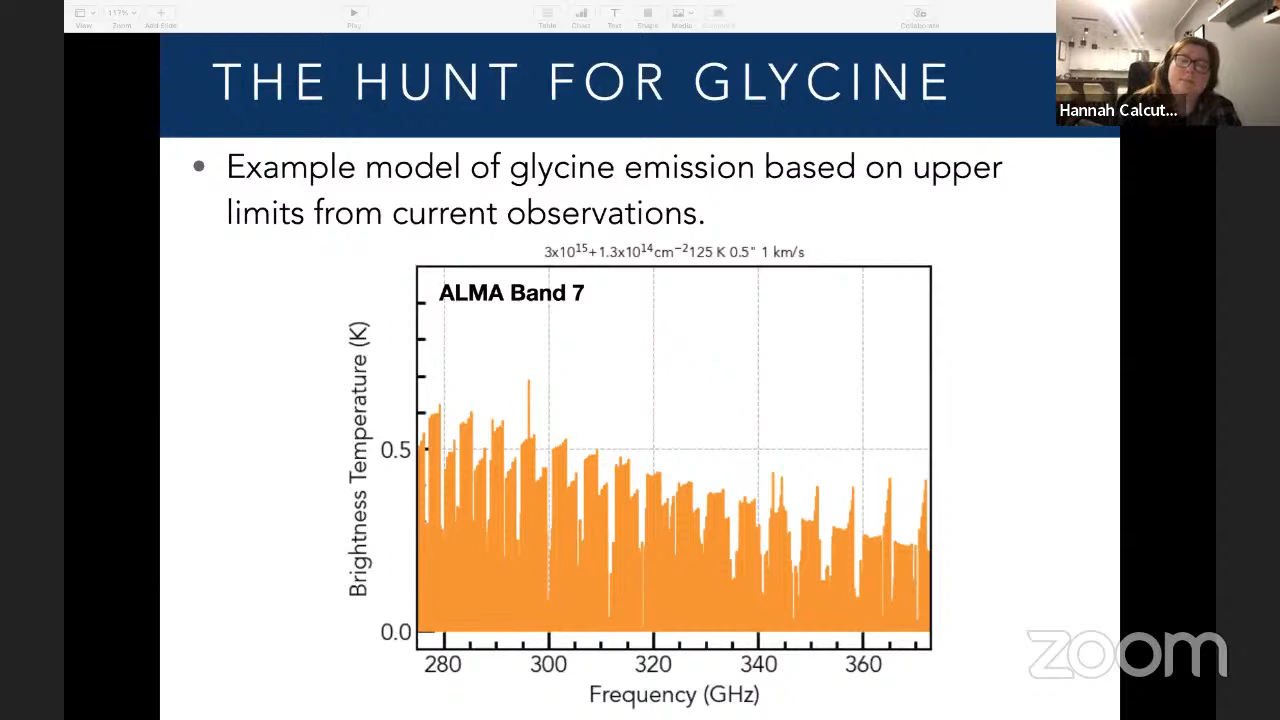 117%
View
Zoom
Add Slide
Play
Table
Chart
Text
Shape
Media
Comment
Collaborate
THE HUNT FOR GLYCINE
Hannah Calcut...
• Example model of glycine emission based on upper
limits from current observations.
3x10¹⁵+1.3x10¹⁴cm⁻²125 K 0.5" 1 km/s
ALMA Band 7
Brightness Temperature (K)
0.5
0.0
280 300 320 340 360
Frequency (GHz)
zoom